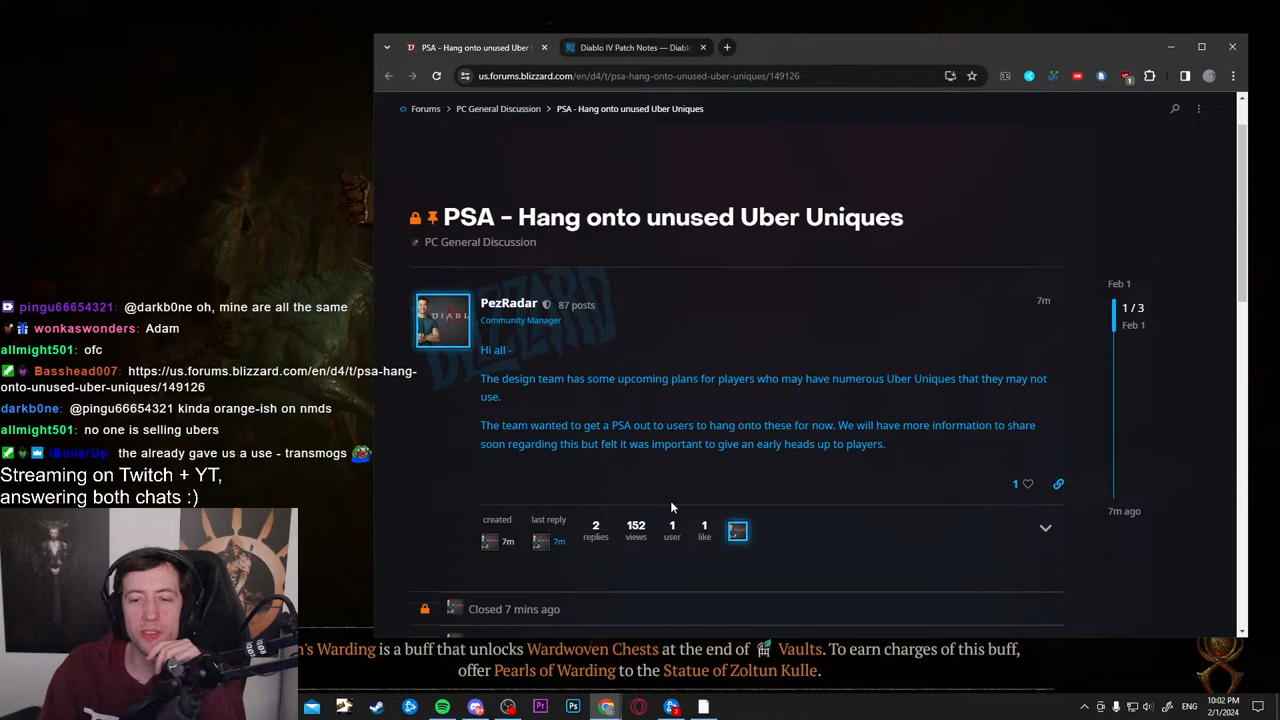 PSA - Hang onto unused Uber
Diablo IV Patch Notes — Diablo
us.forums.blizzard.com/en/d4/t/psa-hang-onto-unused-uber-uniques/149126
Forums > PC General Discussion > PSA - Hang onto unused Uber Uniques
PSA - Hang onto unused Uber Uniques
PC General Discussion
PezRadar 87 posts
7m
Community Manager
Hi all -
The design team has some upcoming plans for players who may have numerous Uber Uniques that they may not
use.
The team wanted to get a PSA out to users to hang onto these for now. We will have more information to share
soon regarding this but felt it was important to give an early heads up to players.
1
created
7m
last reply
7m
2
replies
152
views
1
user
1
like
Closed 7 mins ago
Feb 1
1 / 3
Feb 1
7m ago
BLIZZARD
DIABL
pingu66654321: @darkb0ne oh, mine are all the same
wonkaswonders: Adam
allmight501: ofc
Basshead007: https://us.forums.blizzard.com/en/d4/t/psa-hang-
onto-unused-uber-uniques/149126
darkb0ne: @pingu66654321 kinda orange-ish on nmds
allmight501: no one is selling ubers
lBoilerUp: the already gave us a use - transmogs
Streaming on Twitch + YT,
answering both chats :)
's Warding is a buff that unlocks Wardwoven Chests at the end of Vaults. To earn charges of this buff,
offer Pearls of Warding to the Statue of Zoltun Kulle.
ENG
10:02 PM
2/1/2024